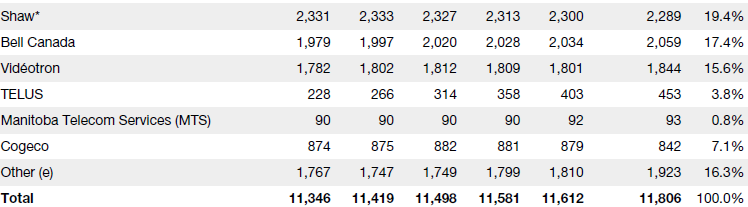 Shaw* 2,331 2,333 2,327 2,313 2,300 2,289 19.4%
Bell Canada 1,979 1,997 2,020 2,028 2,034 2,059 17.4%
Vidéotron 1,782 1,802 1,812 1,809 1,801 1,844 15.6%
TELUS 228 266 314 358 403 453 3.8%
Manitoba Telecom Services (MTS) 90 90 90 90 92 93 0.8%
Cogeco 874 875 882 881 879 842 7.1%
Other (e) 1,767 1,747 1,749 1,799 1,810 1,923 16.3%
Total 11,346 11,419 11,498 11,581 11,612 11,806 100.0%